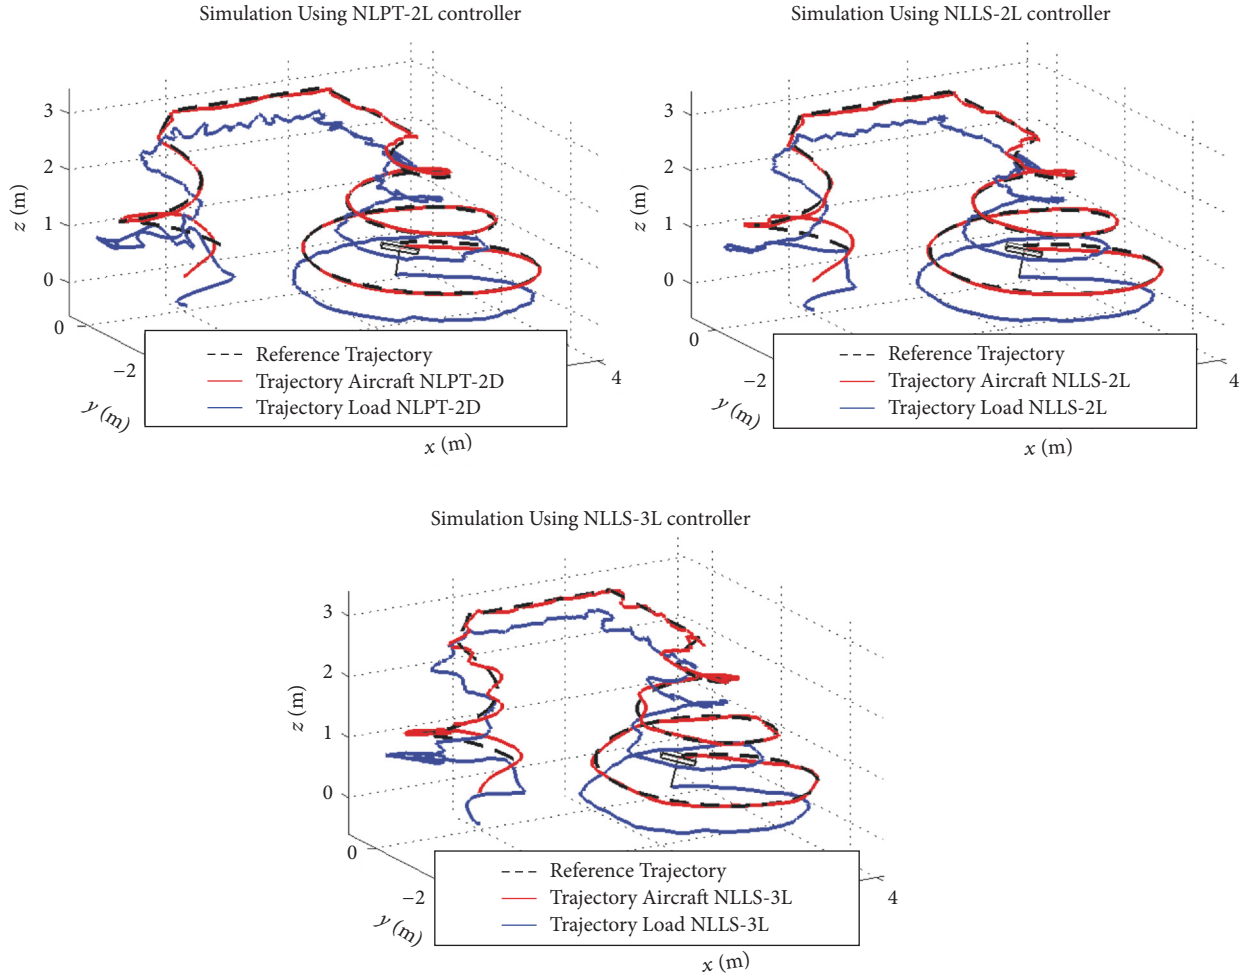 Simulation Using NLPT-2L controller
3
2
1
0
z (m)
0
−2
y (m)
4
x (m)
Reference Trajectory
Trajectory Aircraft NLPT-2D
Trajectory Load NLPT-2D
Simulation Using NLLS-2L controller
3
2
1
0
z (m)
0
−2
y (m)
4
x (m)
Reference Trajectory
Trajectory Aircraft NLLS-2L
Trajectory Load NLLS-2L
Simulation Using NLLS-3L controller
3
2
1
0
z (m)
0
−2
y (m)
4
x (m)
Reference Trajectory
Trajectory Aircraft NLLS-3L
Trajectory Load NLLS-3L